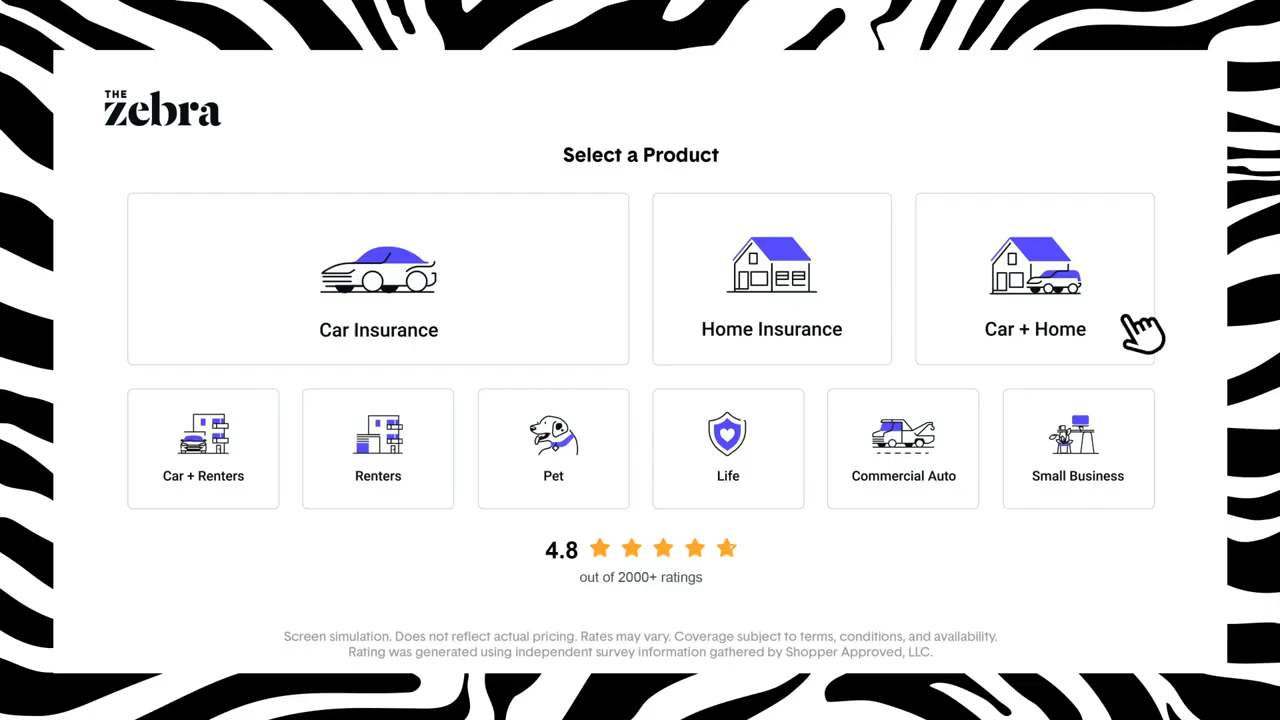 THE
zebra
Select a Product
Car Insurance
Home Insurance
Car + Home
Car + Renters
Renters
Pet
Life
Commercial Auto
Small Business
4.8
out of 2000+ ratings
Screen simulation. Does not reflect actual pricing. Rates may vary. Coverage subject to terms, conditions, and availability.
Rating was generated using independent survey information gathered by Shopper Approved, LLC.